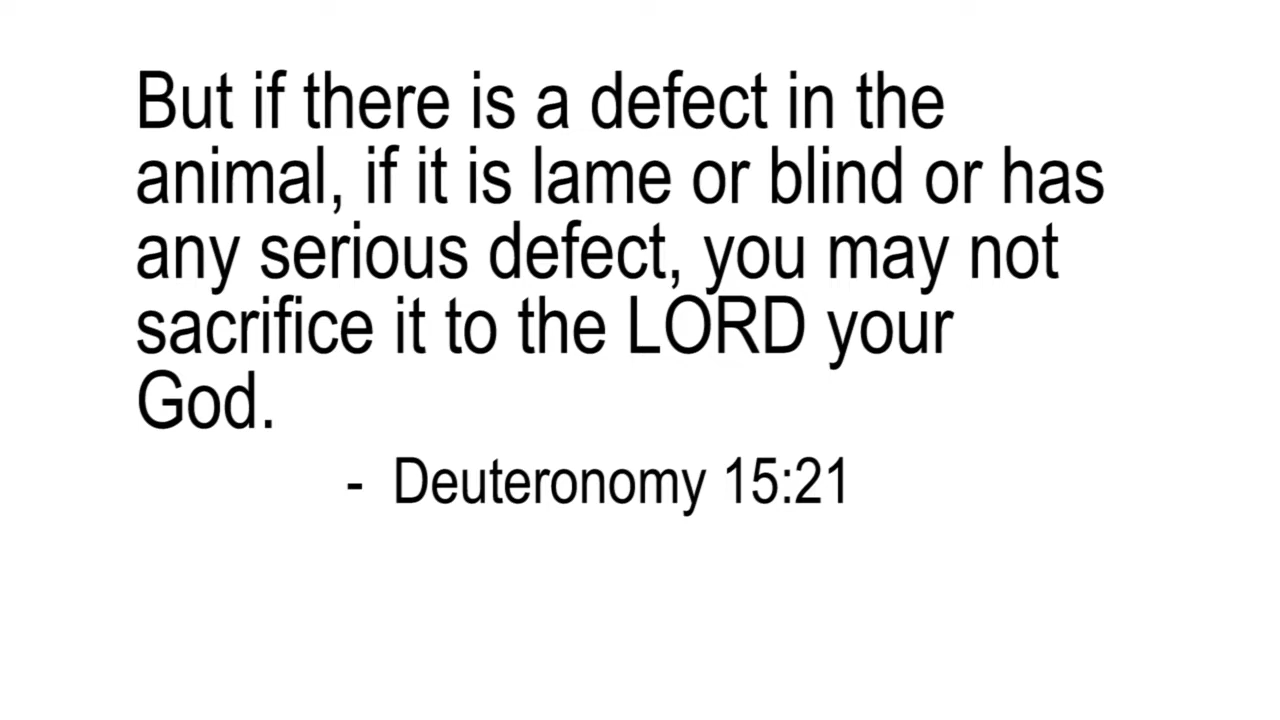 But if there is a defect in the
animal, if it is lame or blind or has
any serious defect, you may not
sacrifice it to the LORD your
God.
- Deuteronomy 15:21